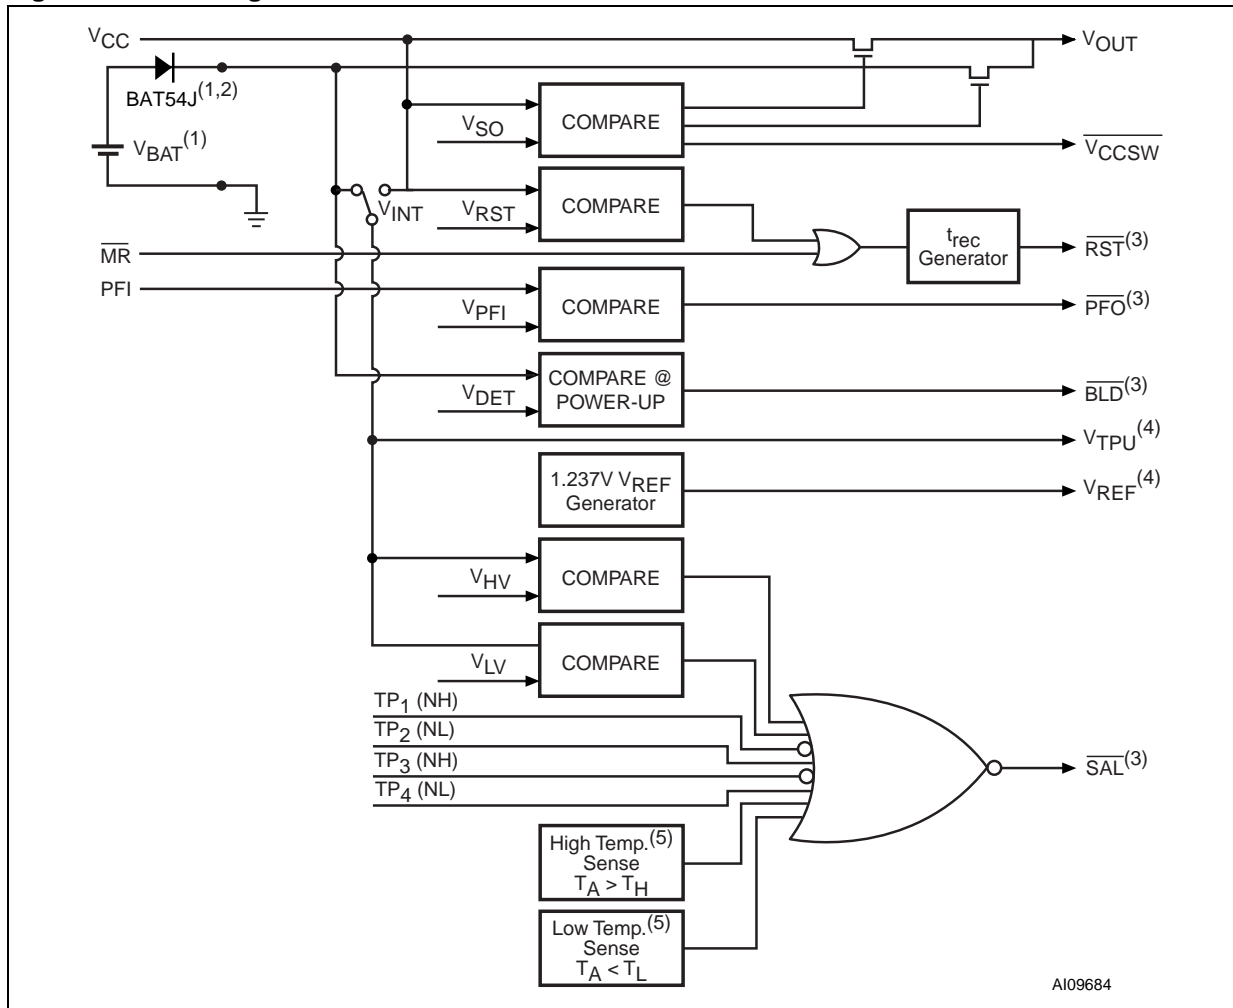 VCC
VOUT
BAT54J(1,2)
VSO
COMPARE
VBAT(1)
VCCSW
VINT
VRST
COMPARE
MR
trec
Generator
RST(3)
PFI
VPFI
COMPARE
PFO(3)
VDET
COMPARE @
POWER-UP
BLD(3)
VTPU(4)
1.237V VREF
Generator
VREF(4)
VHV
COMPARE
VLV
COMPARE
TP1 (NH)
TP2 (NL)
TP3 (NH)
TP4 (NL)
SAL(3)
High Temp.(5)
Sense
TA > TH
Low Temp.(5)
Sense
TA < TL
AI09684